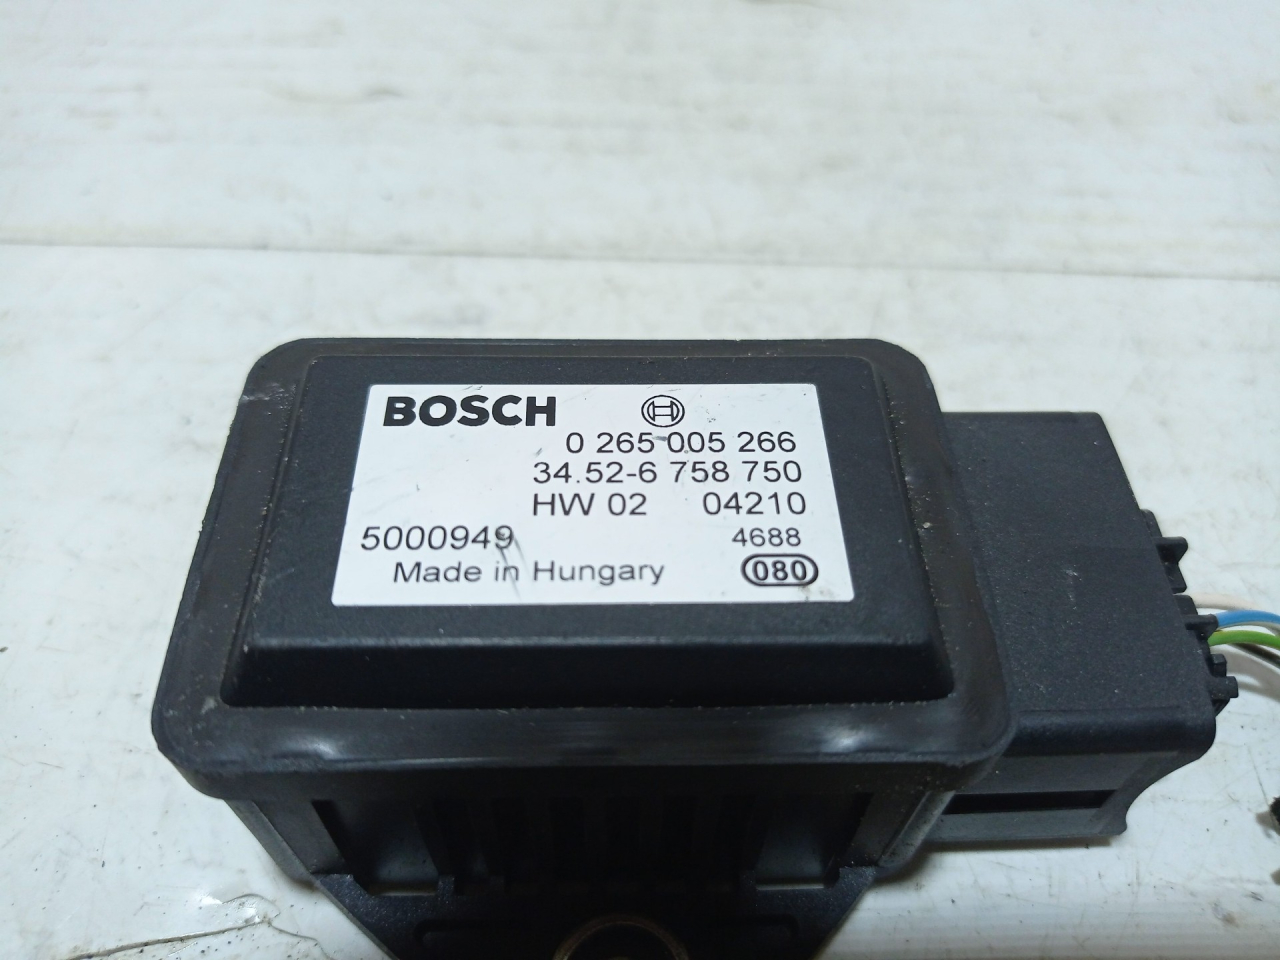 BOSCH
0 265 005 266
34.52-6 758 750
HW 02 04210
5000949 4688
Made in Hungary 080